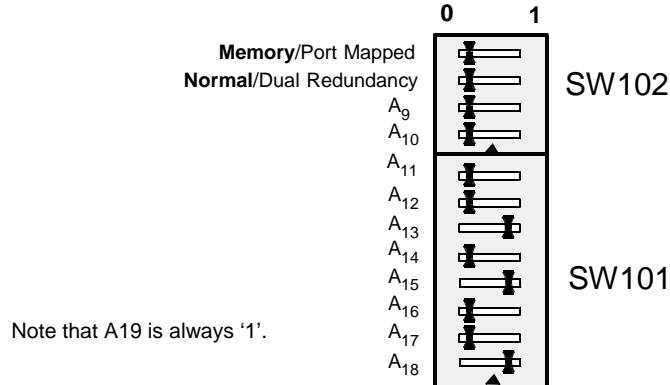 0 1
Memory/Port Mapped
Normal/Dual Redundancy
SW102
A9
A10
A11
A12
A13
A14
A15
SW101
A16
Note that A19 is always ‘1’.
A17
A18